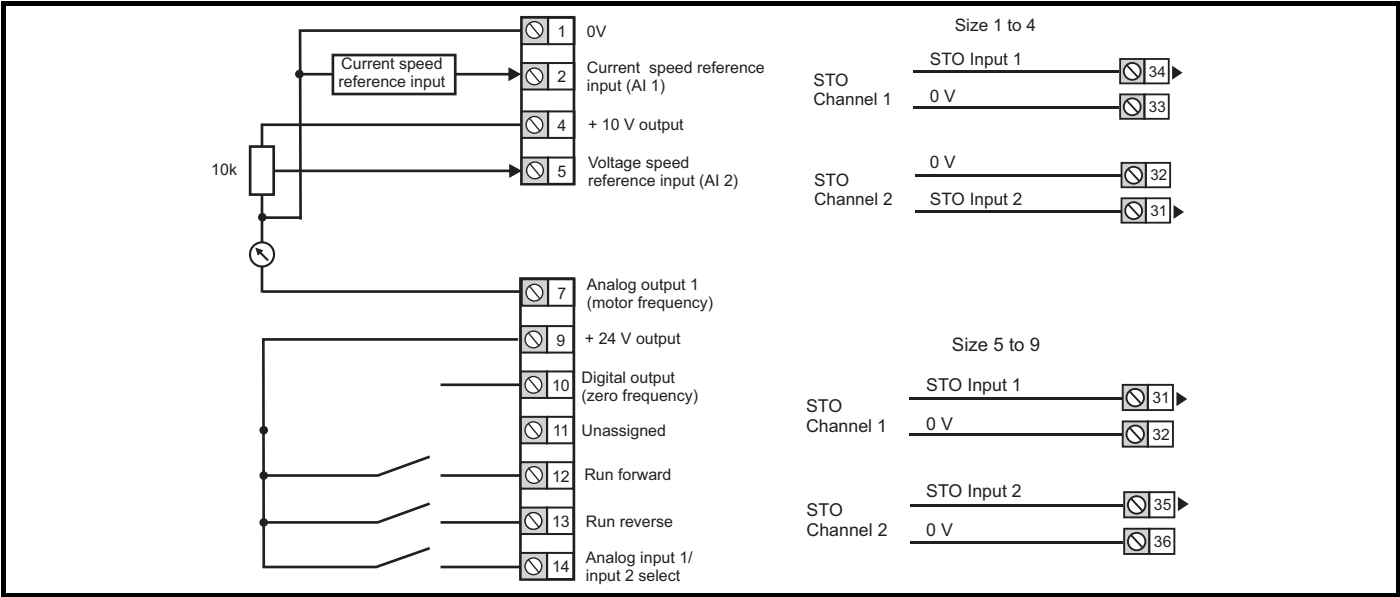 1 0V
Current speed
reference input
2 Current speed reference
input (AI 1)
4 + 10 V output
10k
5 Voltage speed
reference input (AI 2)
7 Analog output 1
(motor frequency)
9 + 24 V output
10 Digital output
(zero frequency)
11 Unassigned
12 Run forward
13 Run reverse
14 Analog input 1/
input 2 select
Size 1 to 4
STO
Channel 1
STO Input 1 34
0 V 33
STO
Channel 2
0 V 32
STO Input 2 31
Size 5 to 9
STO
Channel 1
STO Input 1 31
0 V 32
STO
Channel 2
STO Input 2 35
0 V 36